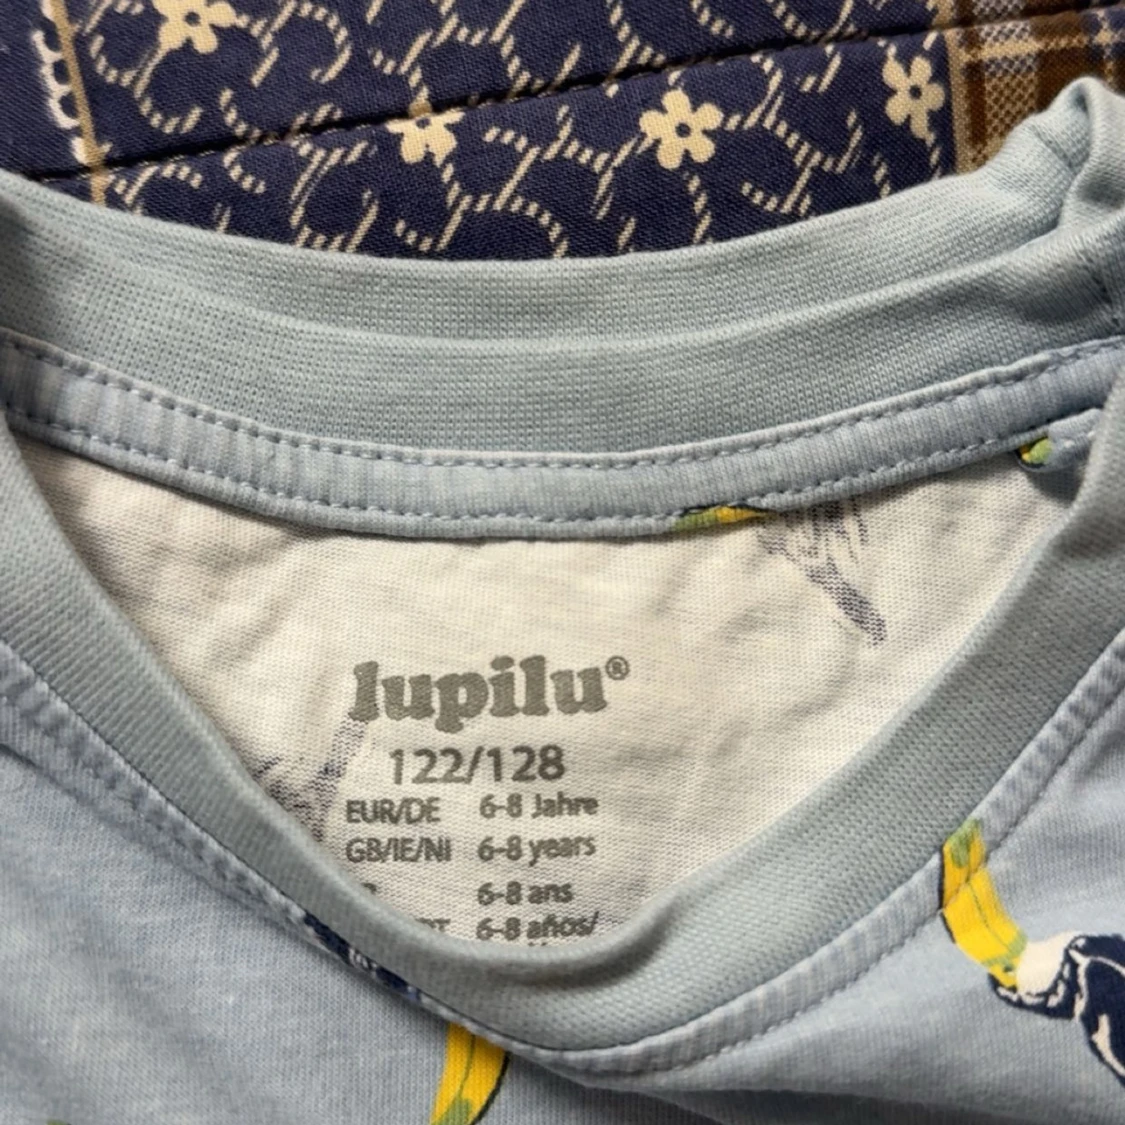 lupilu®
122/128
EUR/DE 6-8 Jahre
GB/IE/NI 6-8 years
6-8 ans
6-8 años/